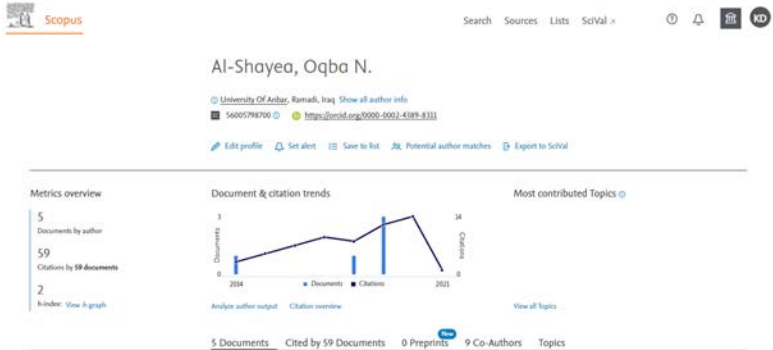 Scopus
Search Sources Lists SciVal ↗
KD
Al-Shayea, Oqba N.
University Of Anbar, Ramadi, Iraq Show all author info
56005798700 https://orcid.org/0000-0002-4389-8311
Edit profile Set alert Save to list Potential author matches Export to SciVal
Metrics overview
5
Documents by author
59
Citations by 59 documents
2
h-index: View h-graph
Document & citation trends
3
14
Documents
Citations
0
0
2014
2021
Documents Citations
Analyze author output Citation overview
Most contributed Topics
View all Topics
New
5 Documents Cited by 59 Documents 0 Preprints 9 Co-Authors Topics